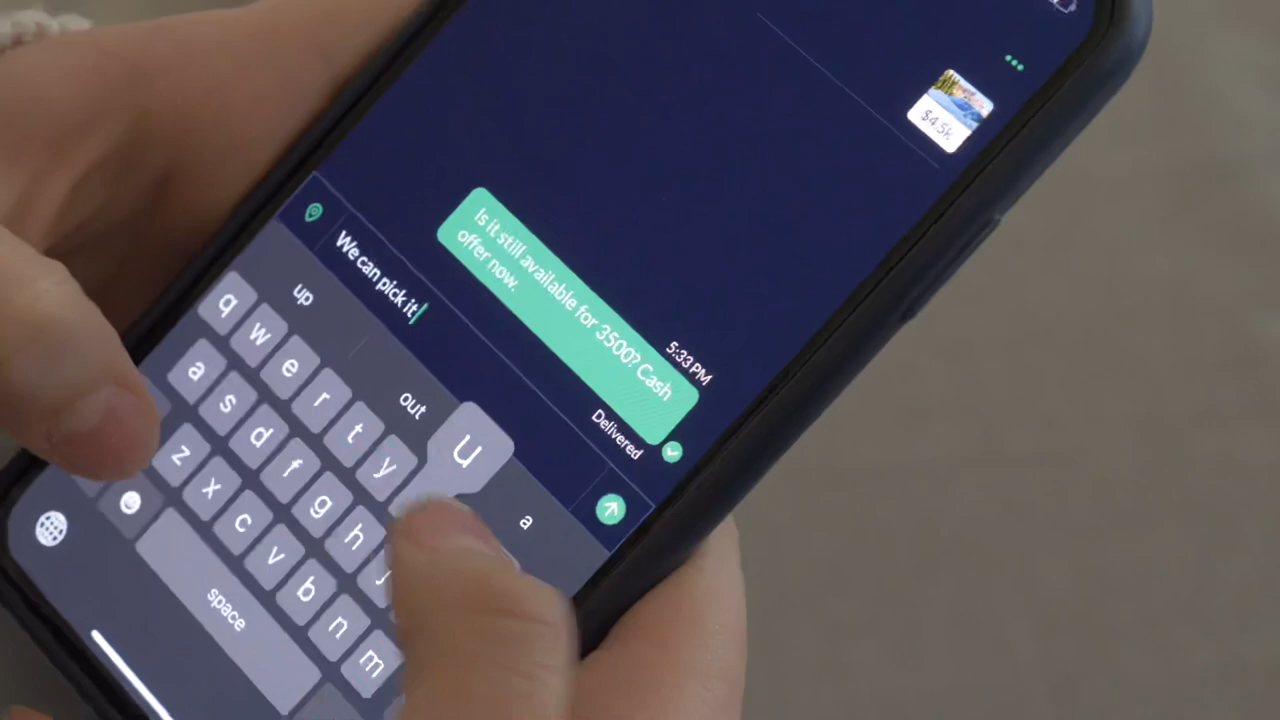 $4.5k
Is it still available for 3500? Cash
offer now.
5:33 PM
Delivered
We can pick it
up
out
a
q
w
e
r
t
y
u
a
s
d
f
g
h
j
z
x
c
v
b
n
m
space